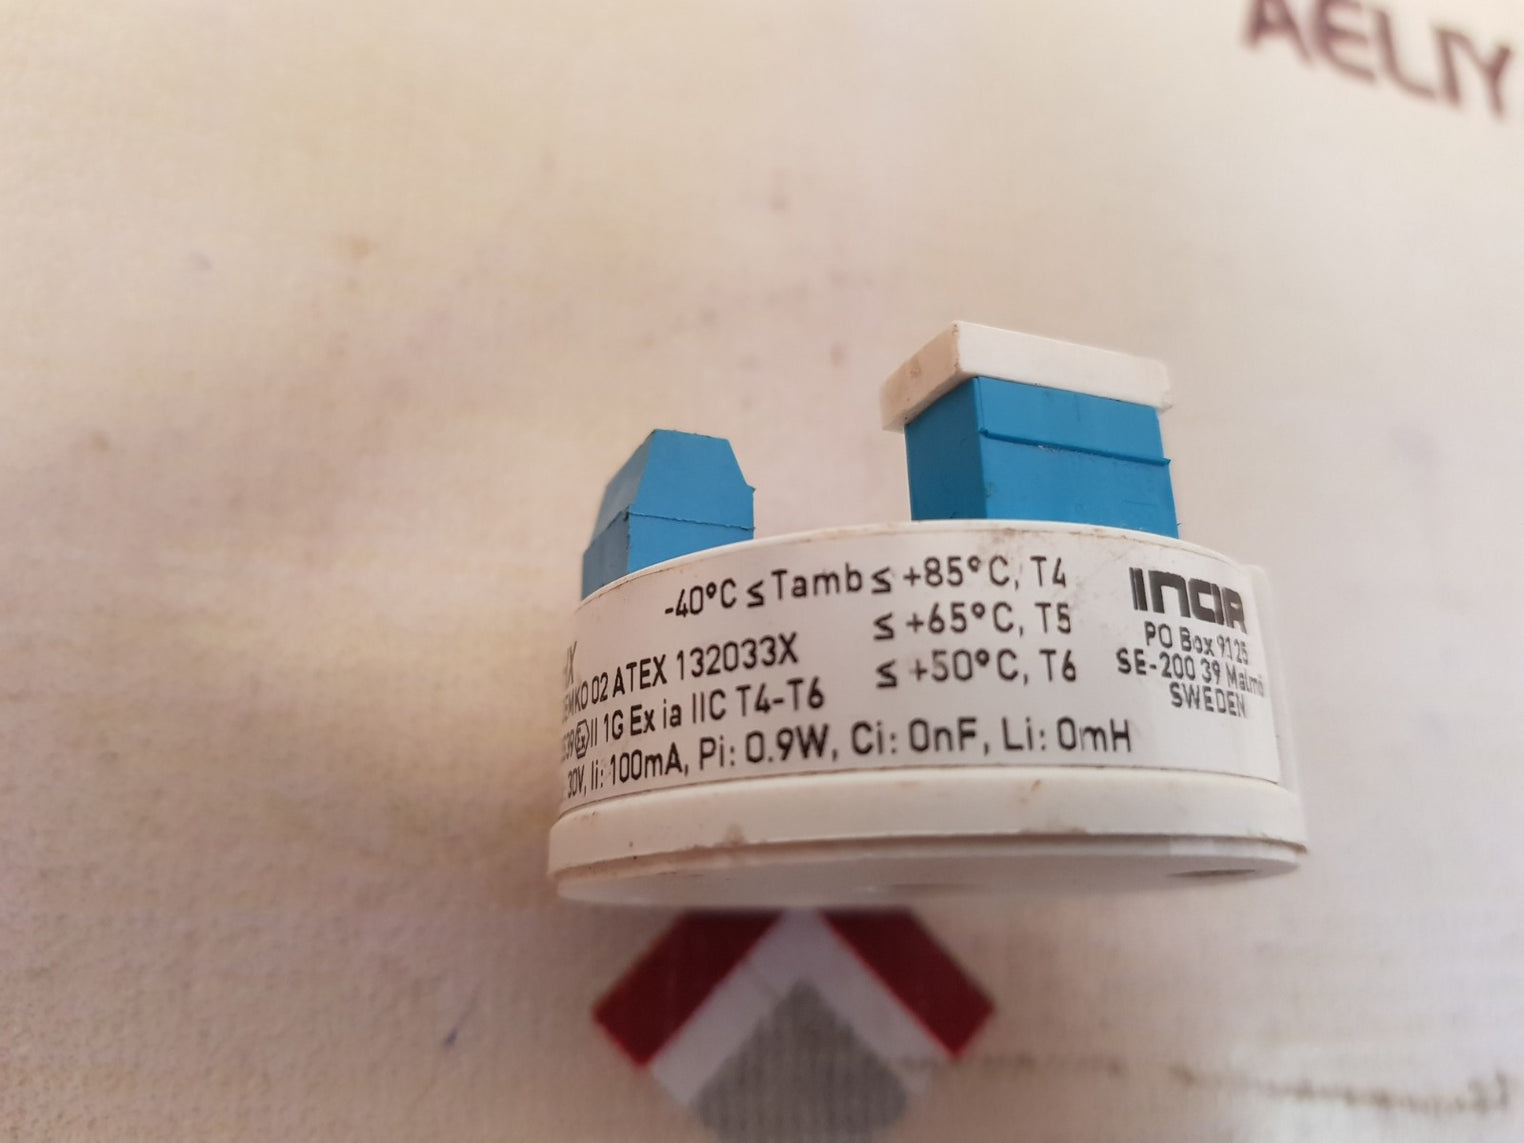 AELIY
-40°C ≤ Tamb ≤ +85°C, T4
≤ +65°C, T5
≤ +50°C, T6
02 ATEX 132033X
II 1G Ex ia IIC T4-T6
30V, Ii: 100mA, Pi: 0.9W, Ci: 0nF, Li: 0mH
INOR
PO Box 9125
SE-200 39 Malmö
SWEDEN